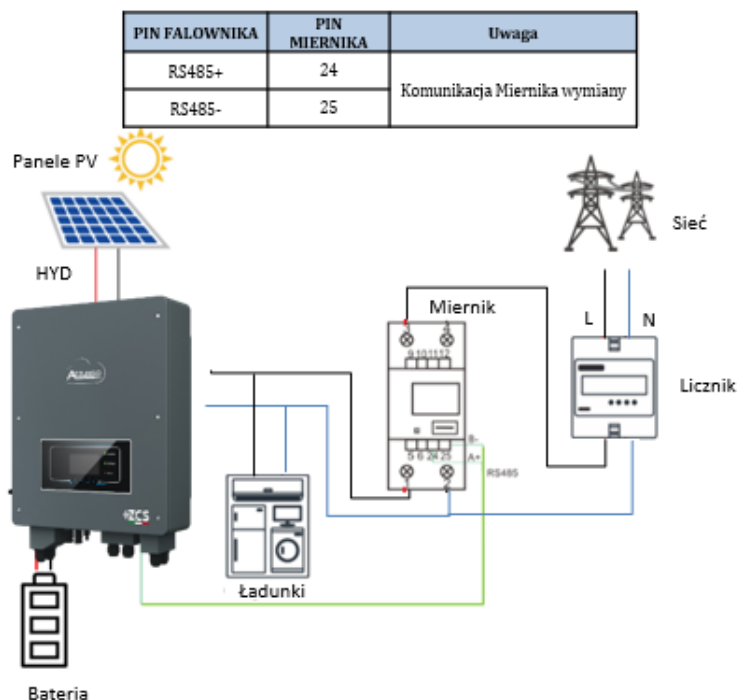 PIN FALOWNIKA
PIN
MIERNIKA
Uwaga
RS485+
24
Komunikacja Miernika wymiany
RS485-
25
Panele PV
Sieć
HYD
Miernik
L
N
9 10 11 12
Licznik
B-
5 6 24 25
A+
RS485
ZCS
Ładunki
Bateria